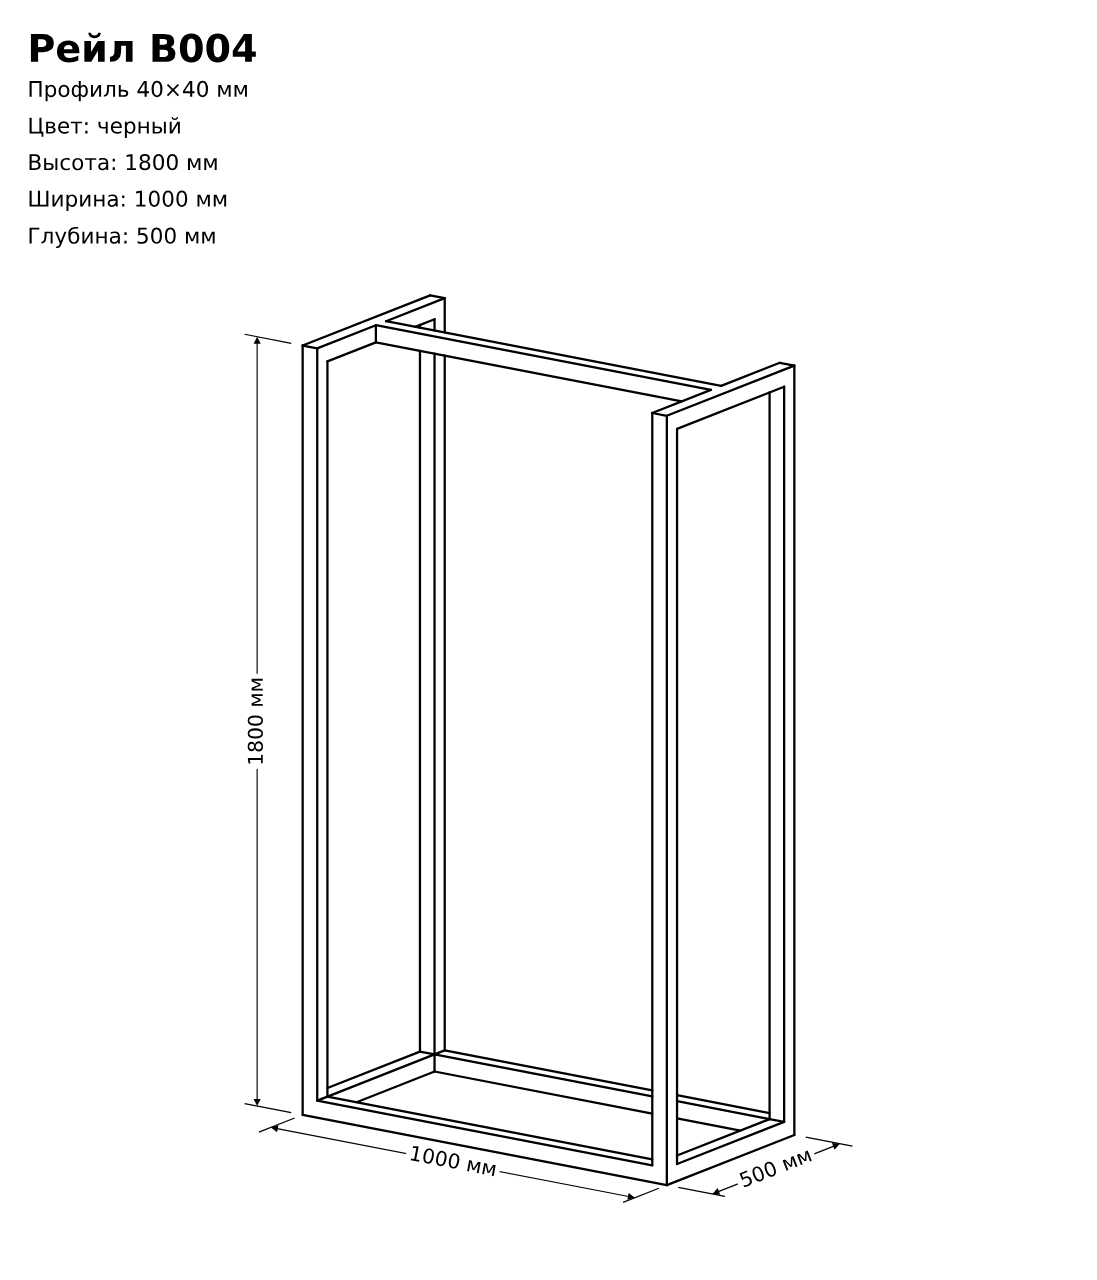 Рейл В004
Профиль 40×40 мм
Цвет: черный
Высота: 1800 мм
Ширина: 1000 мм
Глубина: 500 мм
1800 мм
1000 мм
500 мм